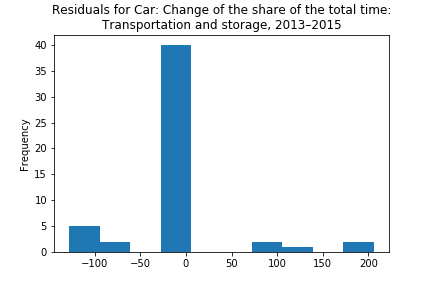 Residuals for Car: Change of the share of the total time:
Transportation and storage, 2013–2015
Frequency
40
35
30
25
20
15
10
5
0
−100 −50 0 50 100 150 200